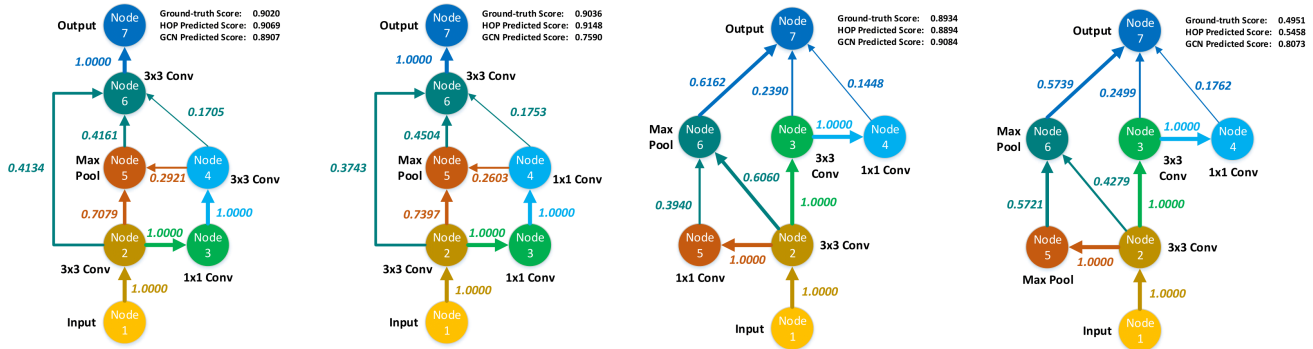 Output
Node
7
Ground-truth Score: 0.9020
HOP Predicted Score: 0.9069
GCN Predicted Score: 0.8907
1.0000
3x3 Conv
Node
6
0.1705
0.4161
0.4134
Max
Pool
Node
5
0.2921
Node
4
3x3 Conv
0.7079
1.0000
1.0000
Node
2
Node
3
3x3 Conv
1x1 Conv
1.0000
Input
Node
1
Output
Node
7
Ground-truth Score: 0.9036
HOP Predicted Score: 0.9148
GCN Predicted Score: 0.7590
1.0000
3x3 Conv
Node
6
0.1753
0.4504
0.3743
Max
Pool
Node
5
0.2603
Node
4
1x1 Conv
0.7397
1.0000
1.0000
Node
2
Node
3
3x3 Conv
1x1 Conv
1.0000
Input
Node
1
Output
Node
7
Ground-truth Score: 0.8934
HOP Predicted Score: 0.8894
GCN Predicted Score: 0.9084
0.6162
0.2390
0.1448
Max
Pool
Node
6
Node
3
1.0000
Node
4
3x3
Conv
1x1 Conv
0.6060
0.3940
1.0000
Node
5
Node
2
3x3 Conv
1.0000
1x1 Conv
1.0000
Input
Node
1
Output
Node
7
Ground-truth Score: 0.4951
HOP Predicted Score: 0.5458
GCN Predicted Score: 0.8073
0.5739
0.2499
0.1762
Max
Pool
Node
6
Node
3
1.0000
Node
4
3x3
Conv
1x1 Conv
0.4279
0.5721
1.0000
Node
5
Node
2
3x3 Conv
1.0000
Max Pool
1.0000
Input
Node
1